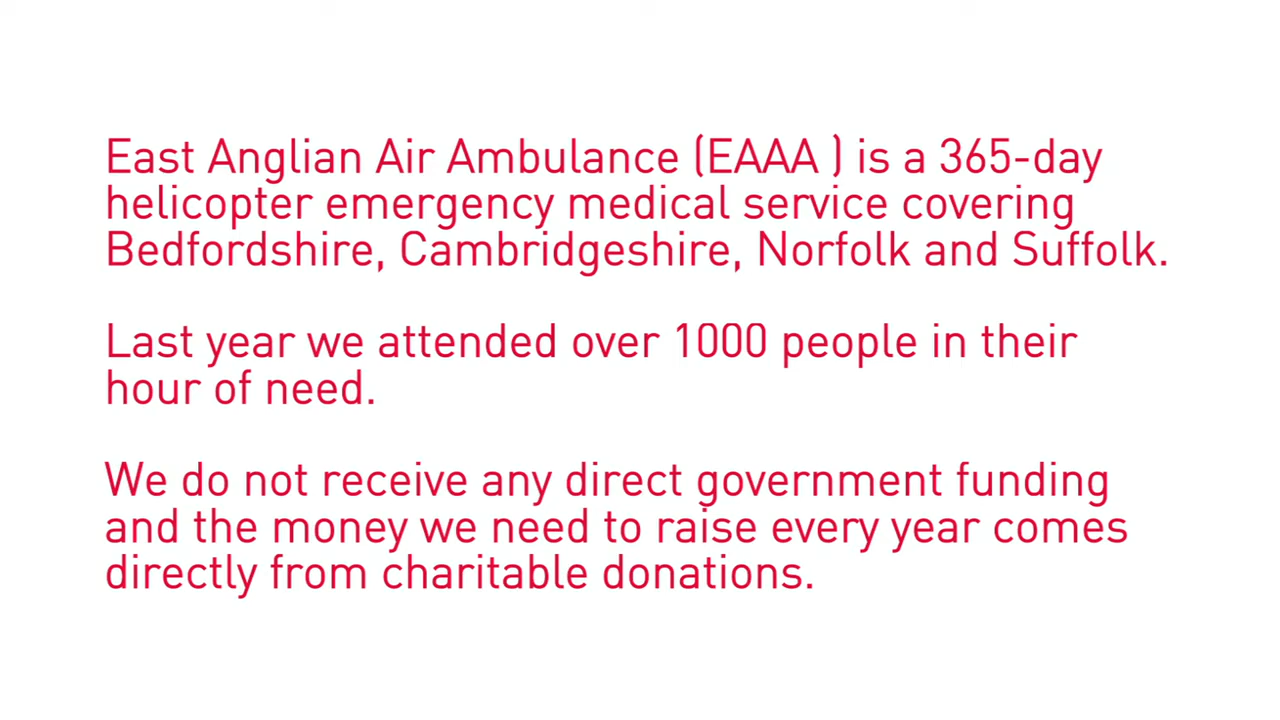 East Anglian Air Ambulance (EAAA ) is a 365-day
helicopter emergency medical service covering
Bedfordshire, Cambridgeshire, Norfolk and Suffolk.
Last year we attended over 1000 people in their
hour of need.
We do not receive any direct government funding
and the money we need to raise every year comes
directly from charitable donations.